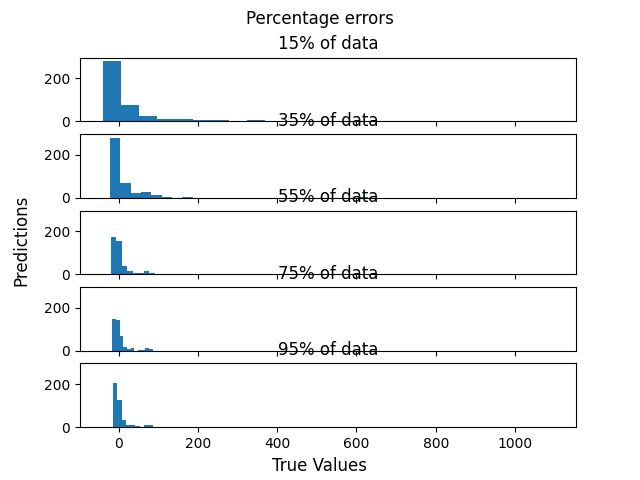 Percentage errors
15% of data
200
0
35% of data
200
0
55% of data
200
0
75% of data
200
0
95% of data
200
0
0 200 400 600 800 1000
True Values
Predictions